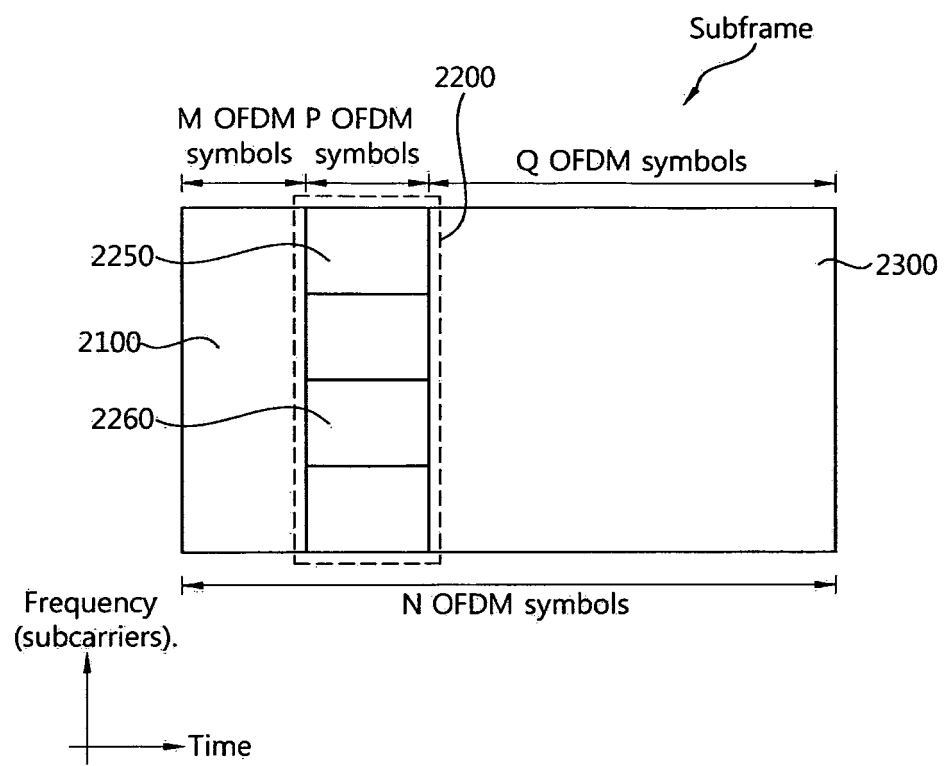 Subframe
2200
M OFDM P OFDM
symbols symbols
Q OFDM symbols
2250
2300
2100
2260
N OFDM symbols
Frequency
(subcarriers).
Time